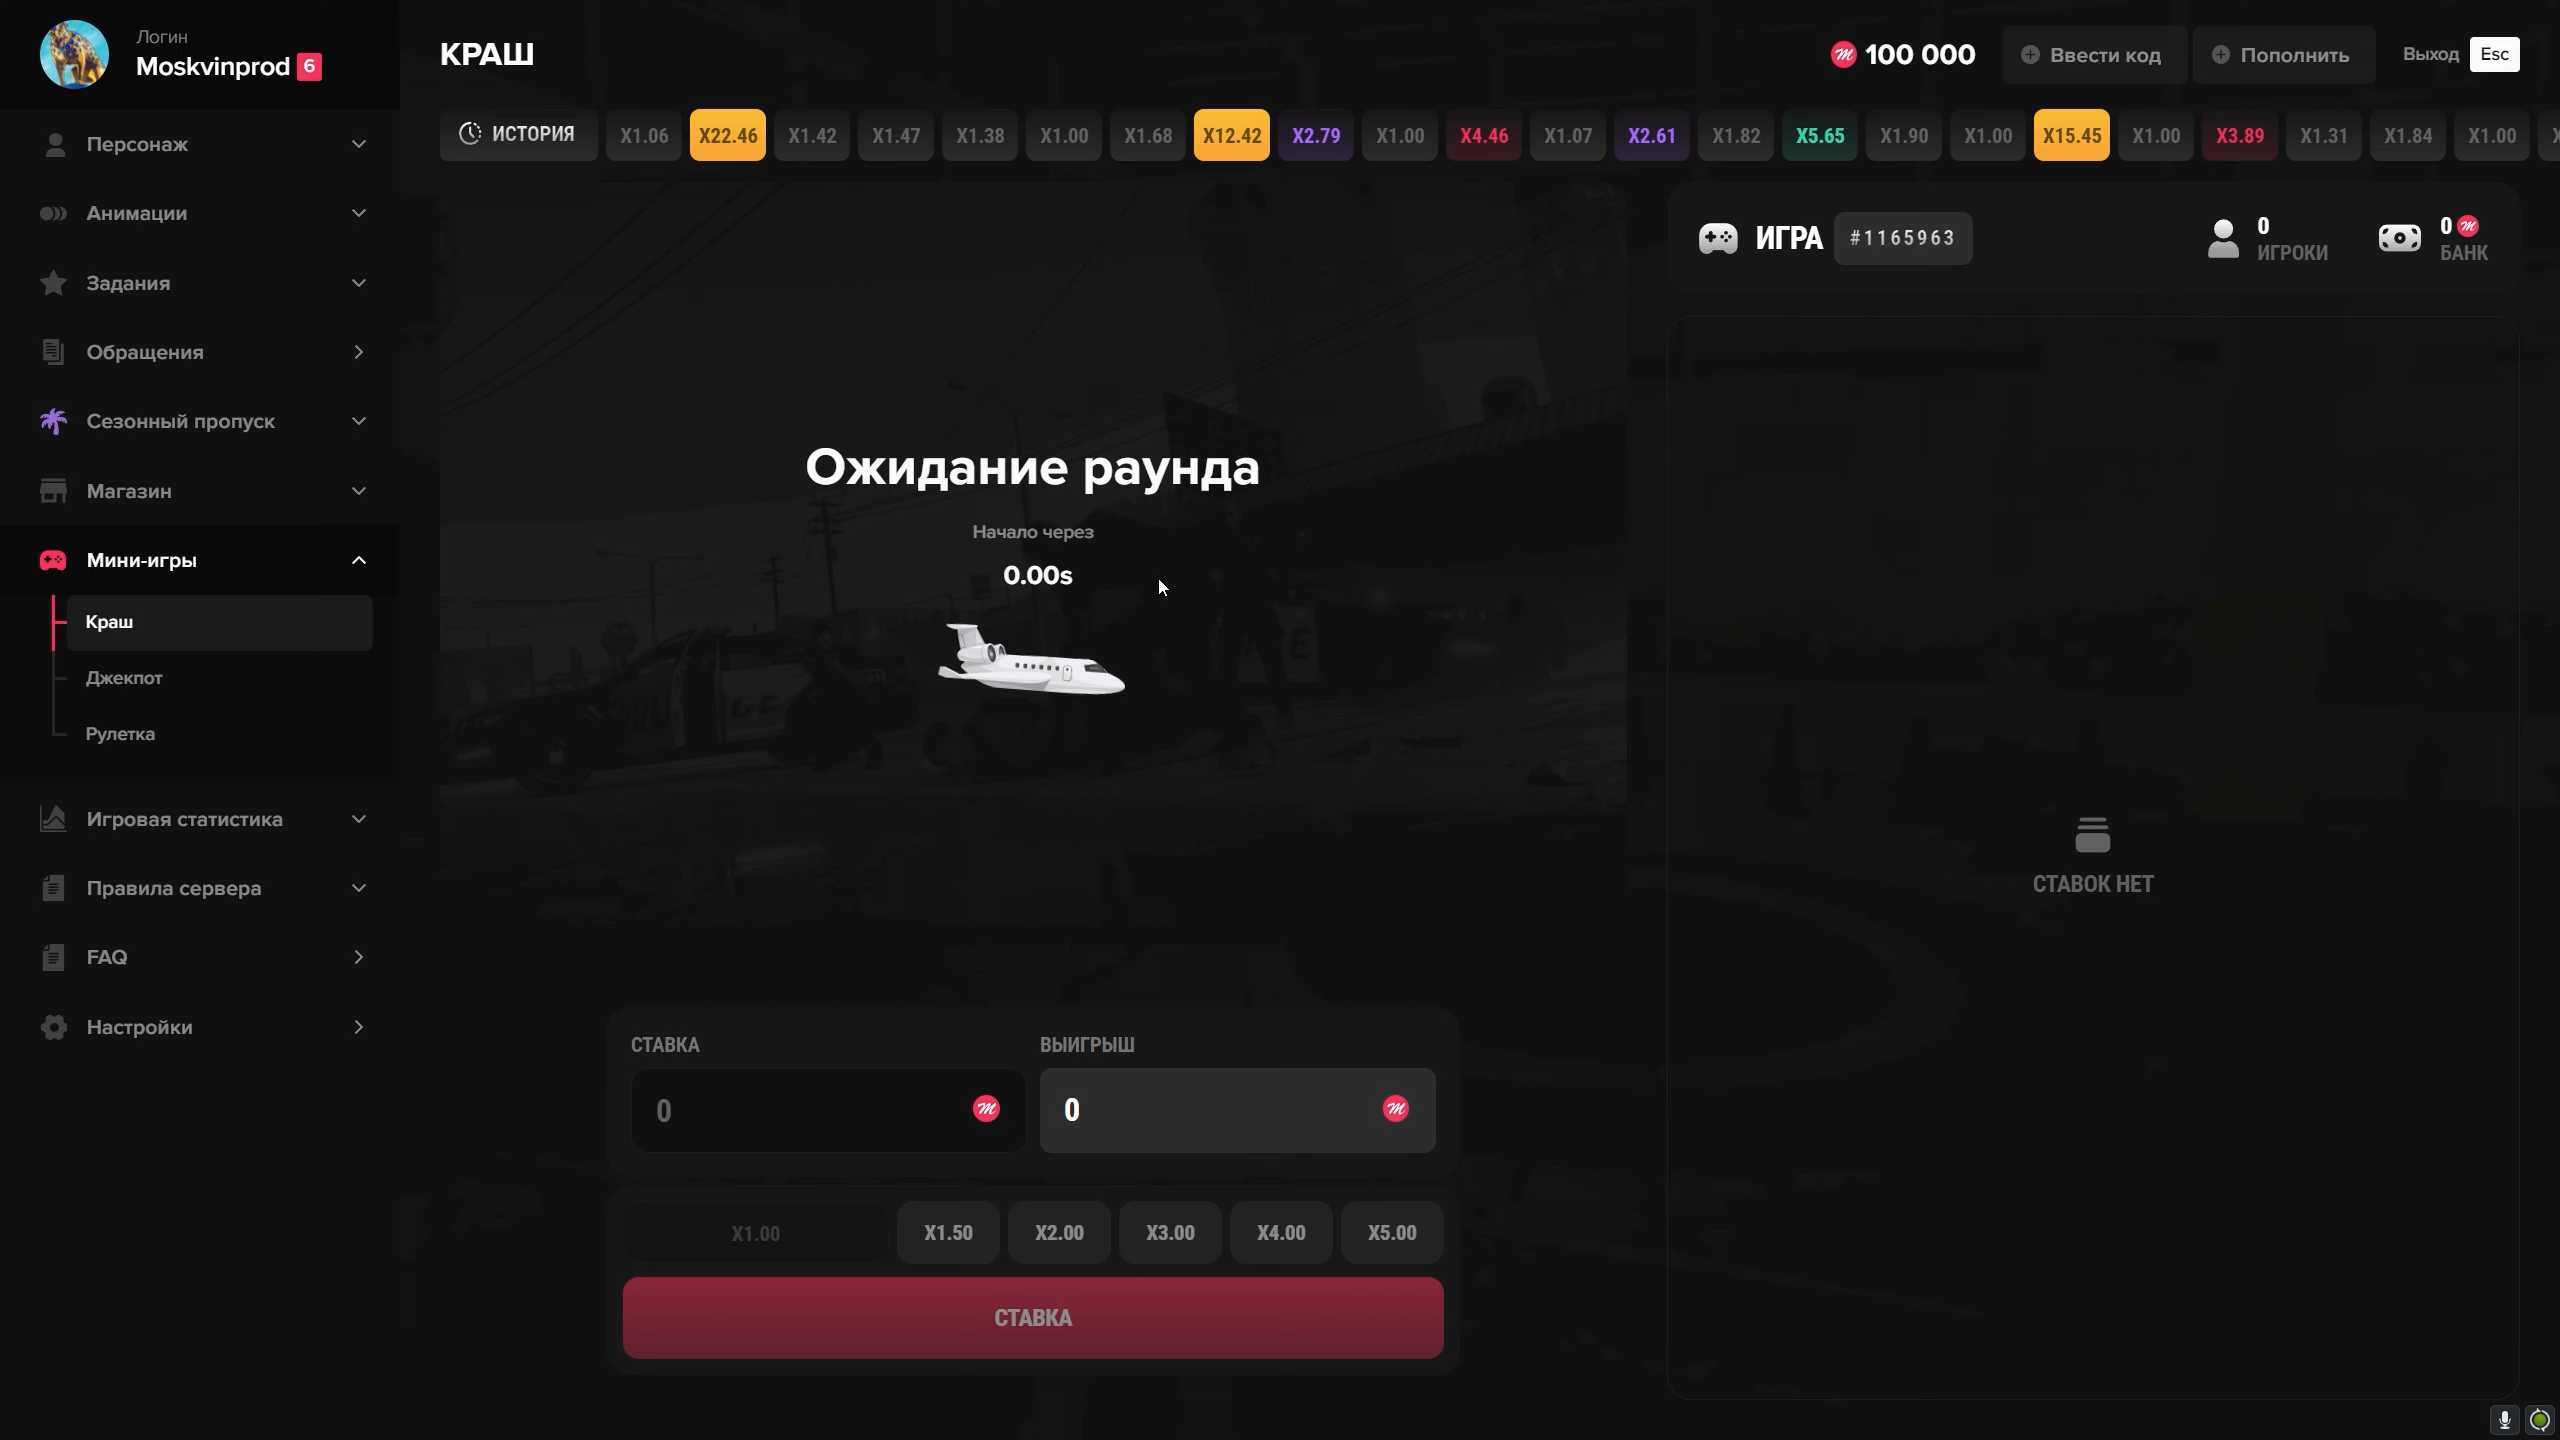 Логин
Moskvinprod 6
Персонаж
Анимации
Задания
Обращения
Сезонный пропуск
Магазин
Мини-игры
Краш
Джекпот
Рулетка
Игровая статистика
Правила сервера
FAQ
Настройки
КРАШ
100 000
Ввести код
Пополнить
Выход Esc
ИСТОРИЯ X1.06 X22.46 X1.42 X1.47 X1.38 X1.00 X1.68 X12.42 X2.79 X1.00 X4.46 X1.07 X2.61 X1.82 X5.65 X1.90 X1.00 X15.45 X1.00 X3.89 X1.31 X1.84 X1.00
Ожидание раунда
Начало через
0.00s
СТАВКА
0
ВЫИГРЫШ
0
X1.00 X1.50 X2.00 X3.00 X4.00 X5.00
СТАВКА
ИГРА #1165963
0
ИГРОКИ
0
БАНК
СТАВОК НЕТ